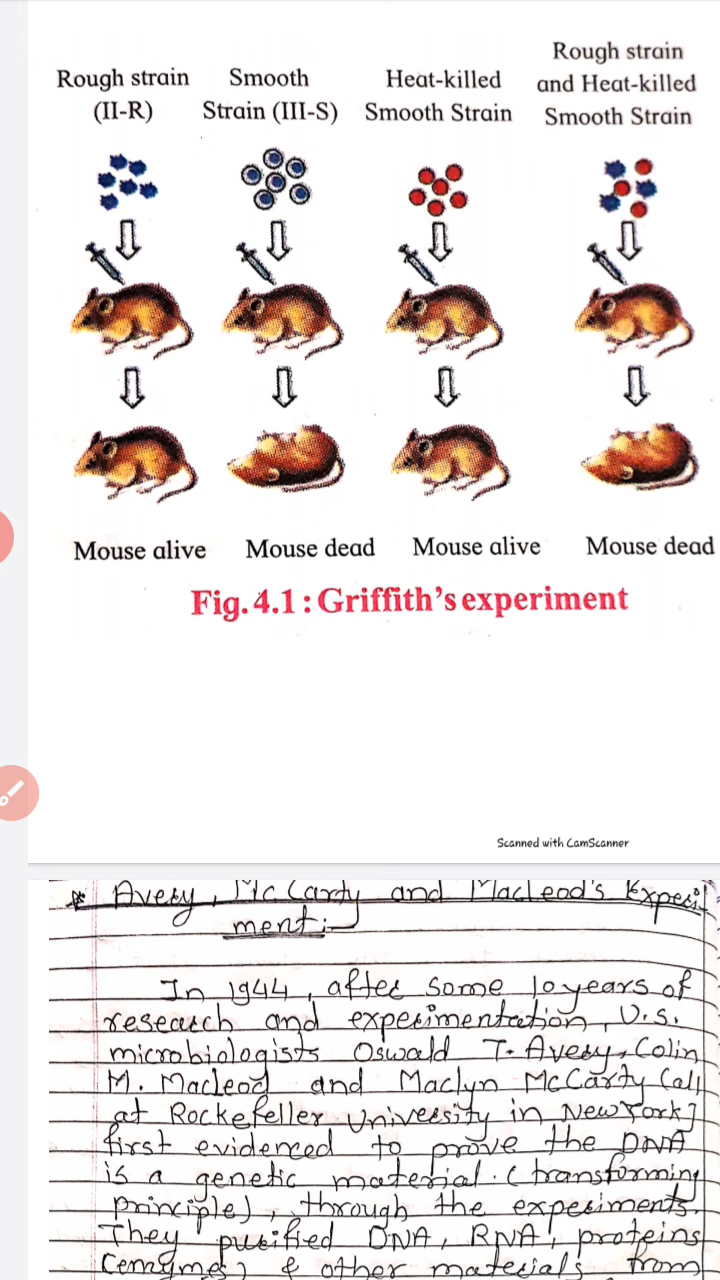 Rough strain
(II-R)
Smooth
Strain (III-S)
Heat-killed
Smooth Strain
Rough strain
and Heat-killed
Smooth Strain
Mouse alive
Mouse dead
Mouse alive
Mouse dead
Fig. 4.1 : Griffith's experiment
Scanned with CamScanner
* Avery, Mc Cardy and Macleod's Experi-
ment :-
In 1944, after some 10 years of
research and experimentation, U.S.
microbiologists Oswald T. Avery, Colin
M. Macleod and Maclyn McCarty (all
at Rockefeller University in New York)
first evidenced to prove the DNA
is a genetic material. (transforming
principle), through the experiments.
They purified DNA, RNA, proteins
(enzymes) & other materials from